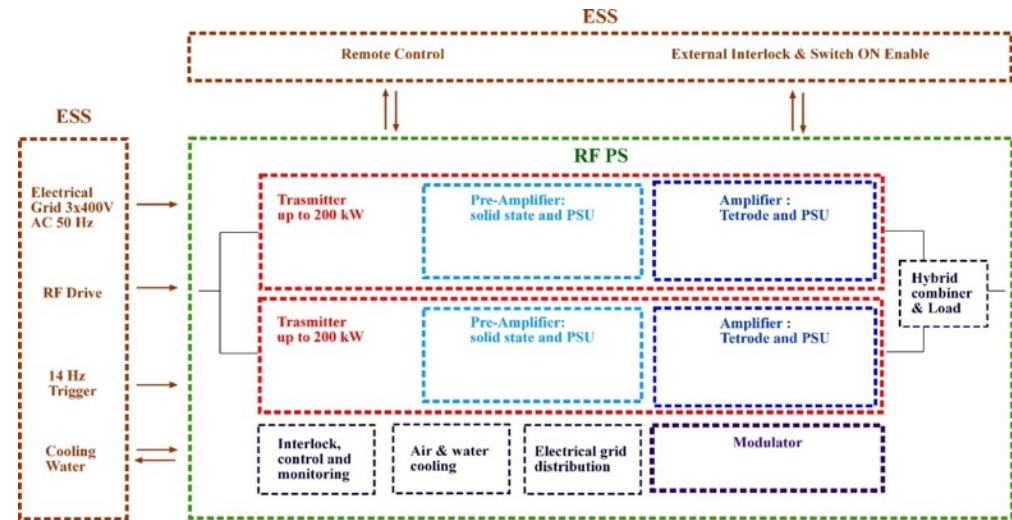 ESS
Remote Control
External Interlock & Switch ON Enable
ESS
Electrical
Grid 3x400V
AC 50 Hz
RF Drive
14 Hz
Trigger
Cooling
Water
RF PS
Trasmitter
up to 200 kW
Pre-Amplifier:
solid state and PSU
Amplifier :
Tetrode and PSU
Trasmitter
up to 200 kW
Pre-Amplifier:
solid state and PSU
Amplifier :
Tetrode and PSU
Hybrid
combiner
& Load
Interlock,
control and
monitoring
Air & water
cooling
Electrical grid
distribution
Modulator